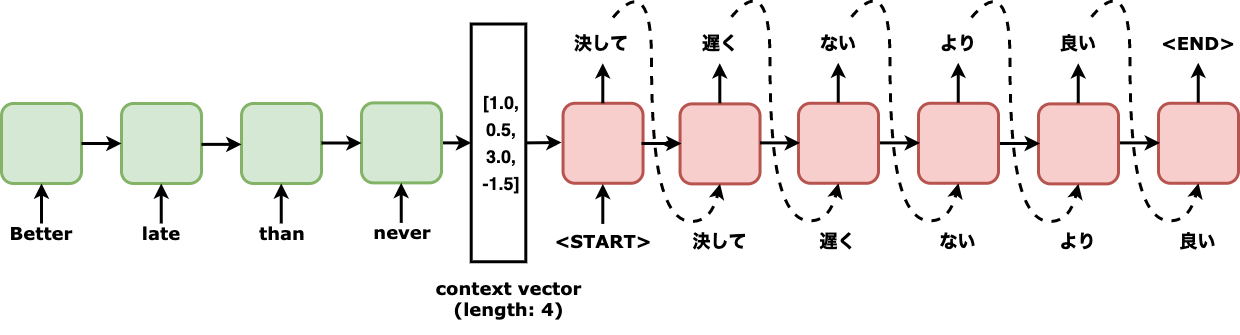 決して 遅く ない より 良い <END>
[1.0,
0.5,
3.0,
-1.5]
Better late than never
<START> 決して 遅く ない より 良い
context vector
(length: 4)